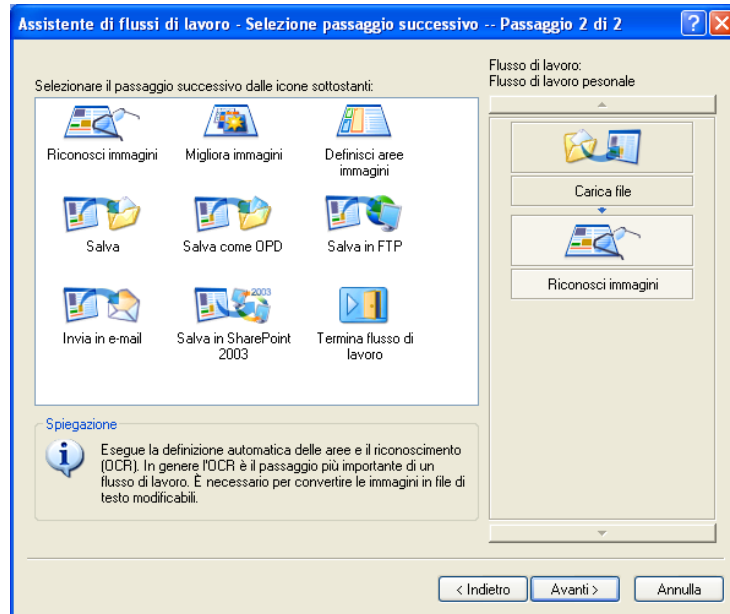 Assistente di flussi di lavoro - Selezione passaggio successivo -- Passaggio 2 di 2
Selezionare il passaggio successivo dalle icone sottostanti:
Riconosci immagini
Migliora immagini
Definisci aree
immagini
Salva
Salva come OPD
Salva in FTP
2003
Invia in e-mail
Salva in SharePoint
2003
Termina flusso di
lavoro
Spiegazione
Esegue la definizione automatica delle aree e il riconoscimento
(OCR). In genere l'OCR è il passaggio più importante di un
flusso di lavoro. È necessario per convertire le immagini in file di
testo modificabili.
Flusso di lavoro:
Flusso di lavoro pesonale
Carica file
Riconosci immagini
< Indietro
Avanti >
Annulla